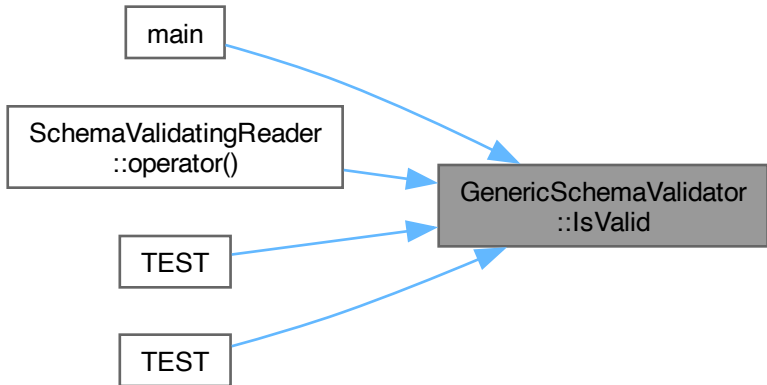 main
SchemaValidatingReader
::operator()
GenericSchemaValidator
::IsValid
TEST
TEST